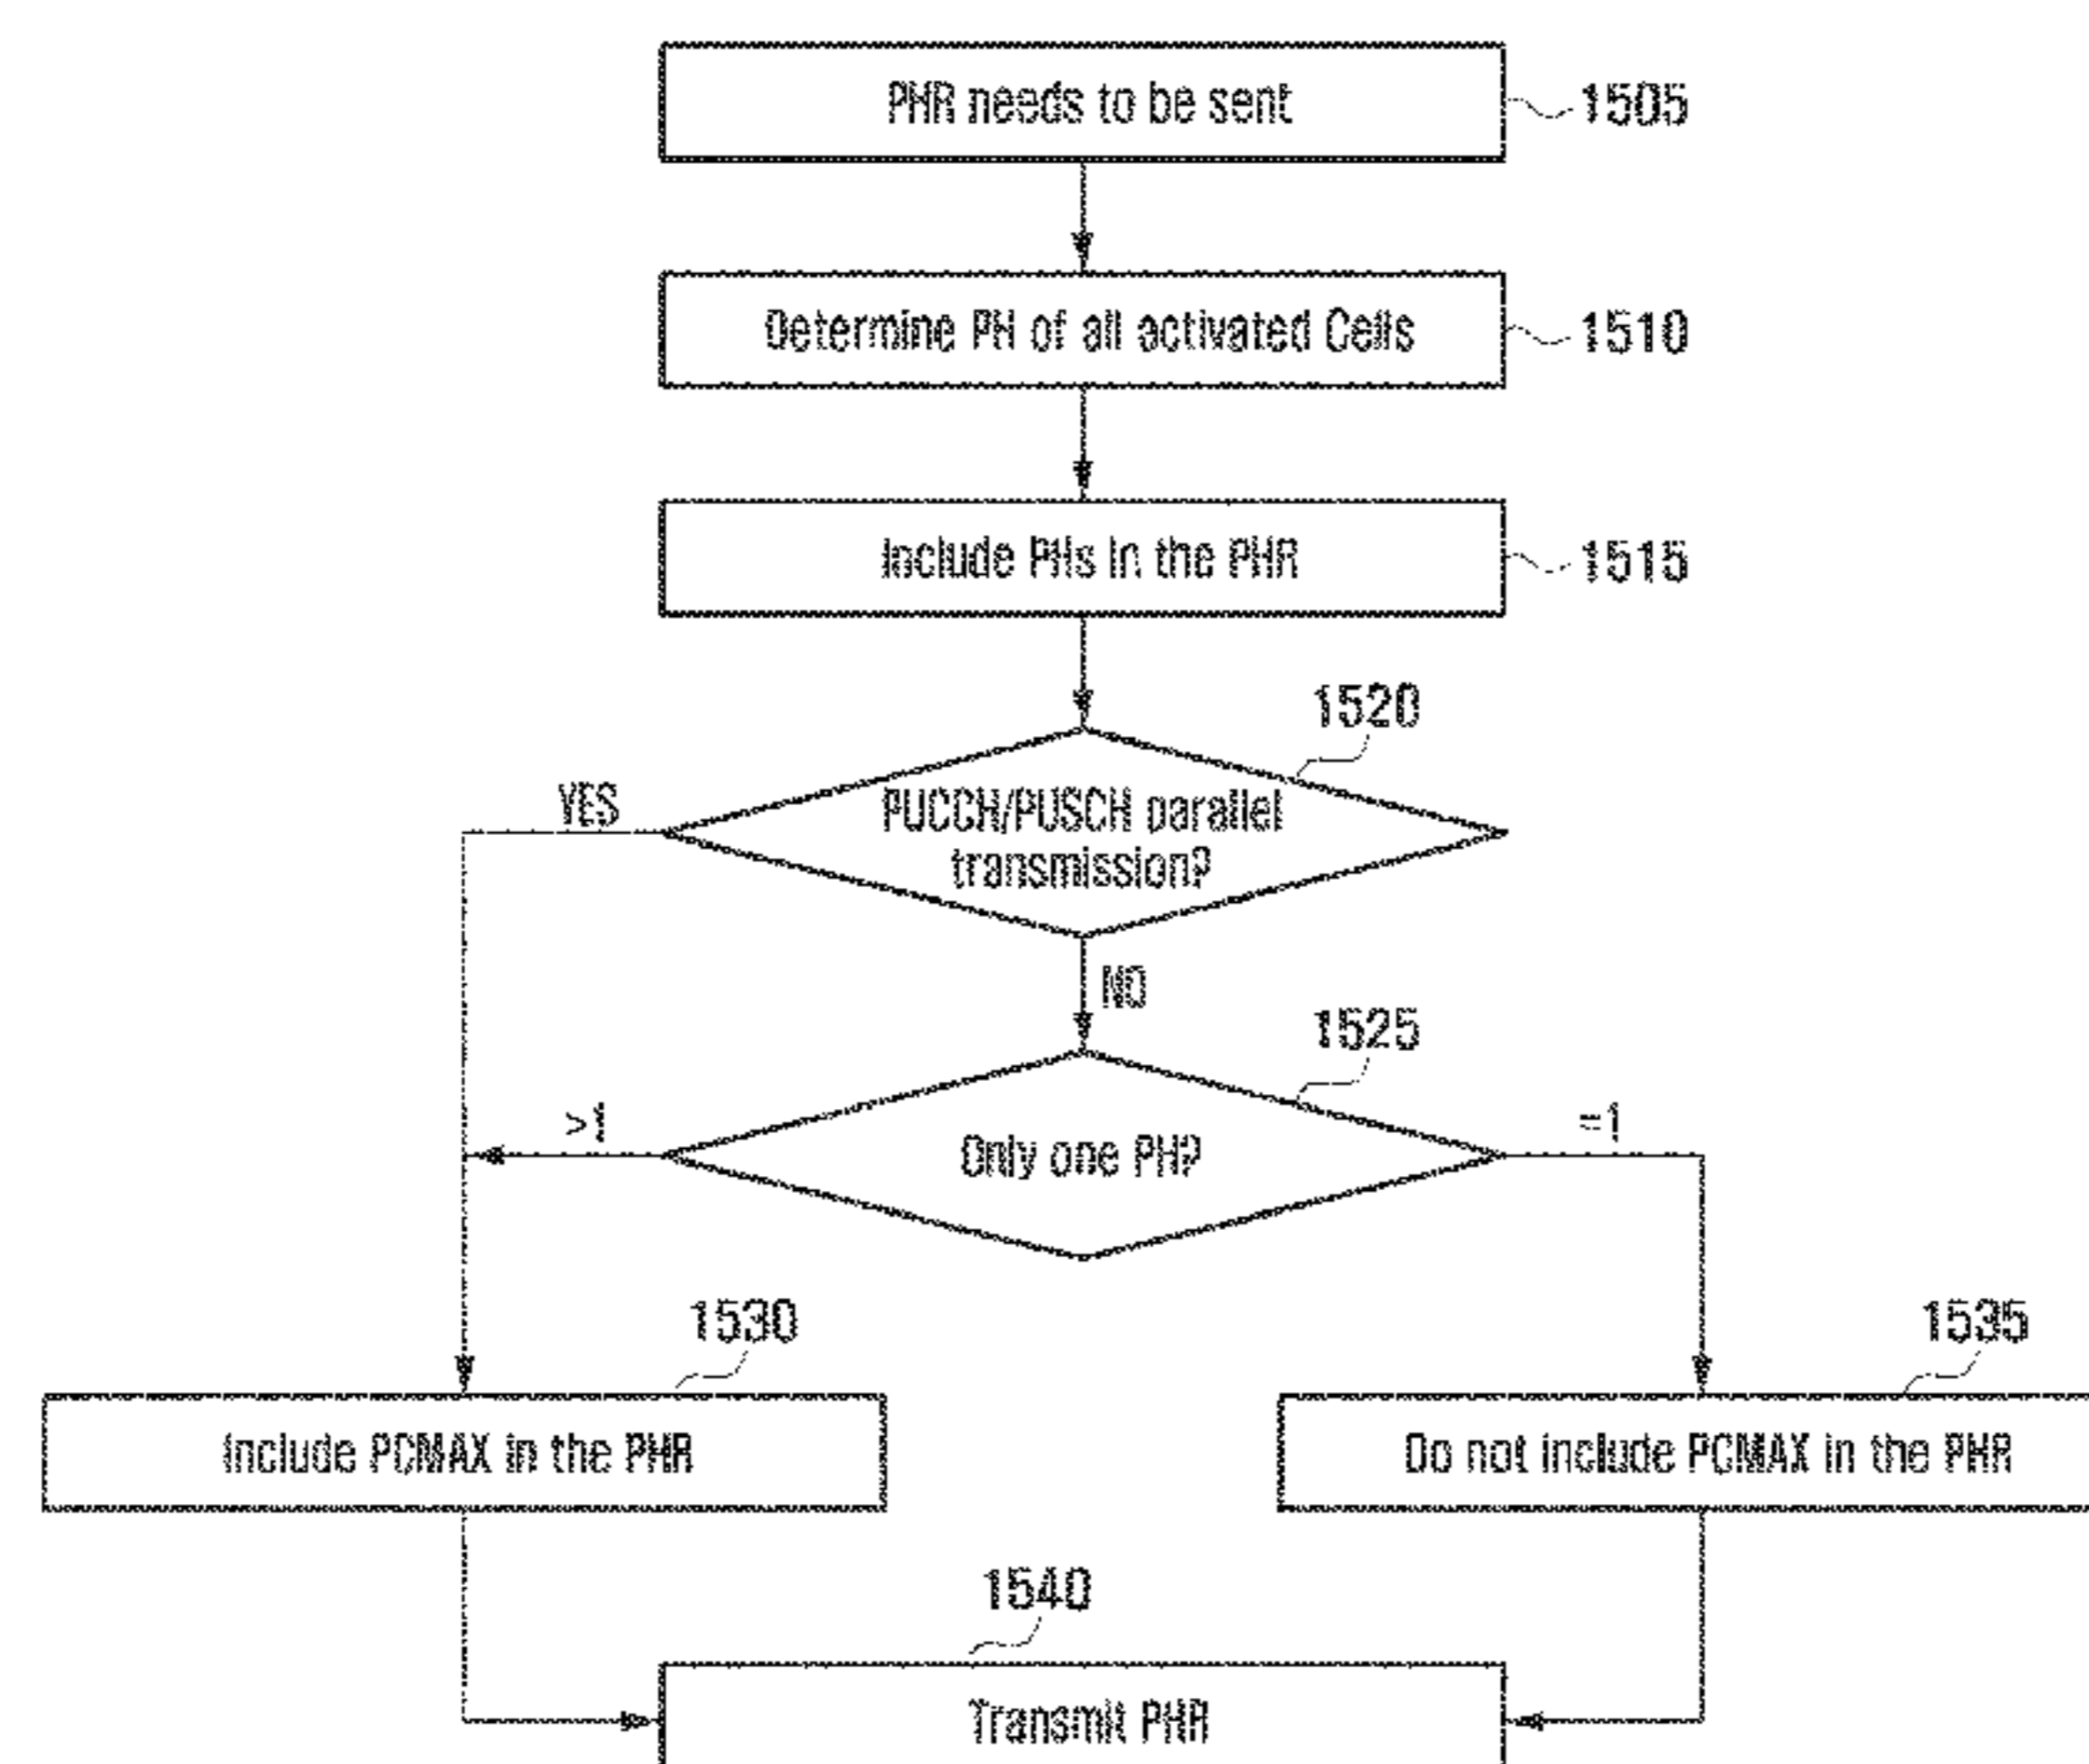 PHR needs to be sent
1505
Determine PH of all activated Cells
1510
Include PHs in the PHR
1515
1520
YES
PUCCH/PUSCH parallel
transmission?
NO
1525
>1
Only one PH?
=1
1530
1535
Include PCMAX in the PHR
Do not include PCMAX in the PHR
1540
Transmit PHR